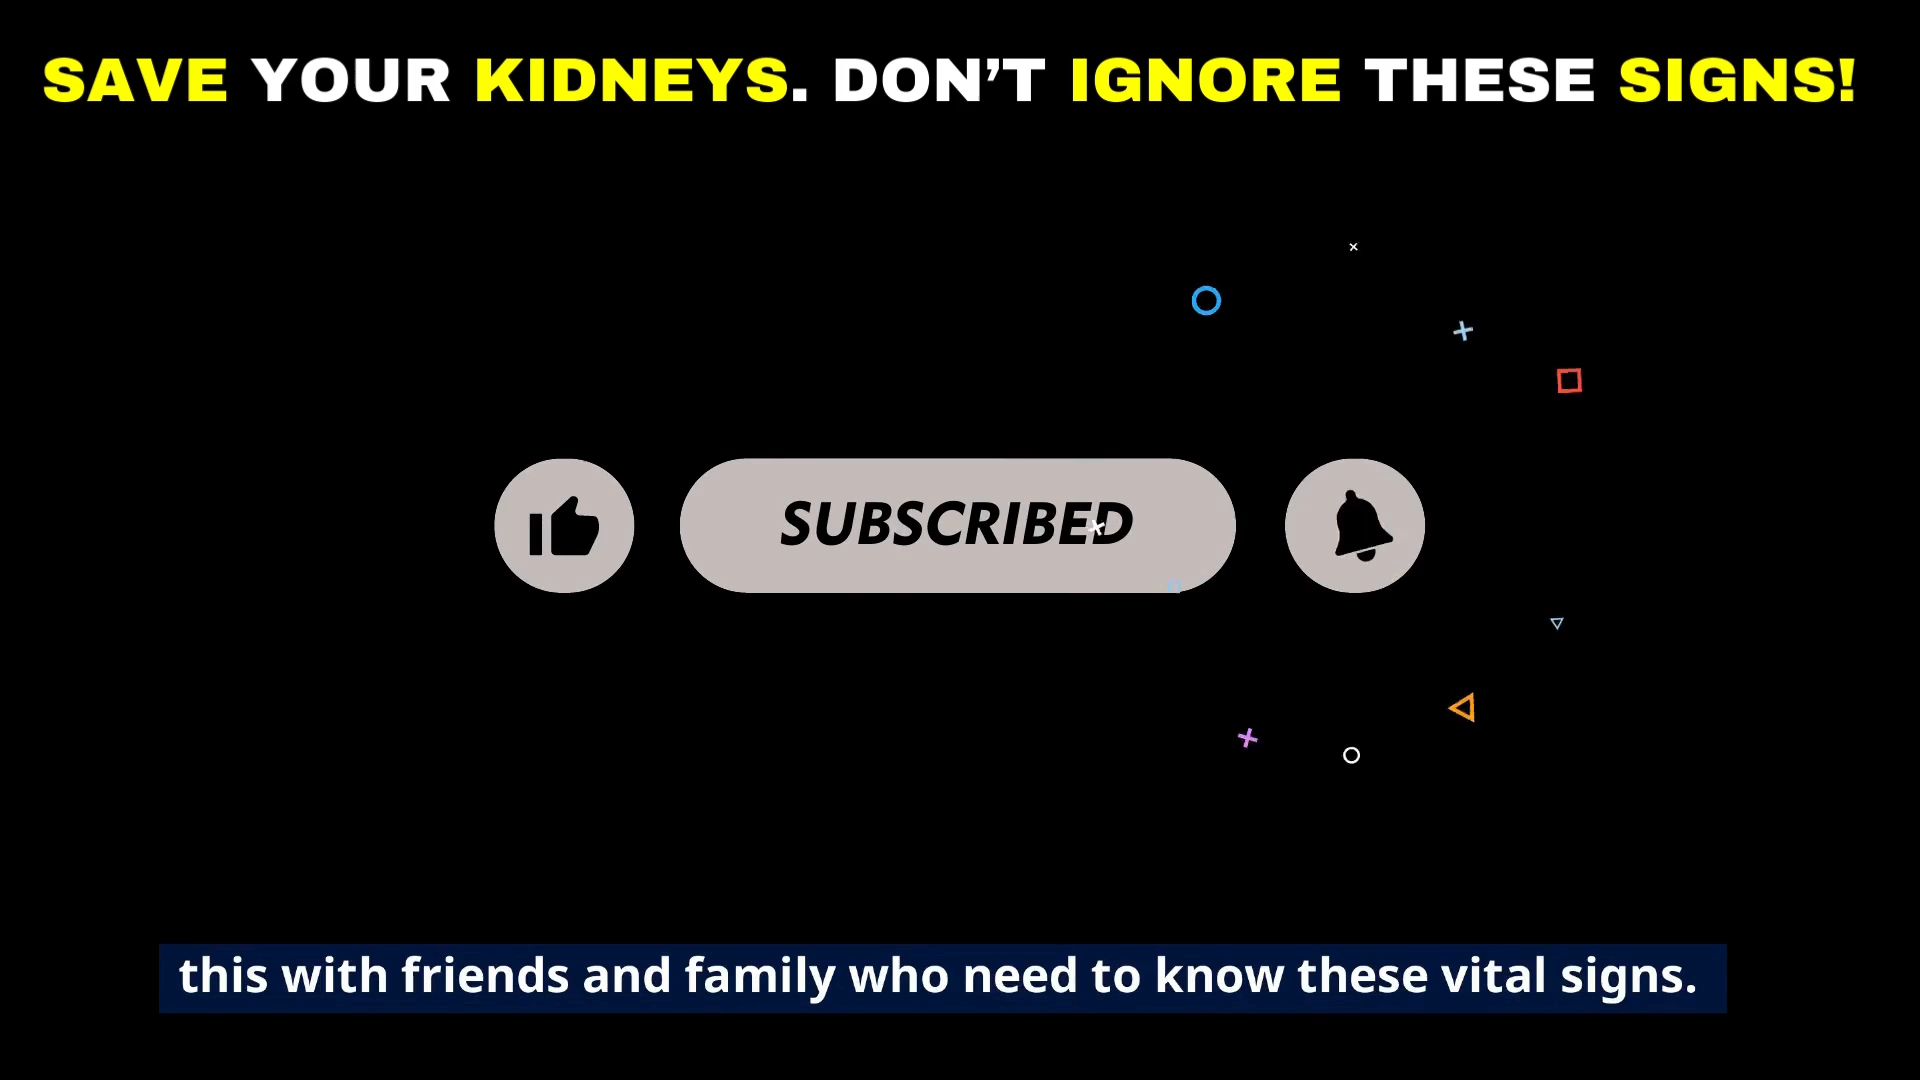 SAVE YOUR KIDNEYS. DON’T IGNORE THESE SIGNS!
SUBSCRIBED
this with friends and family who need to know these vital signs.